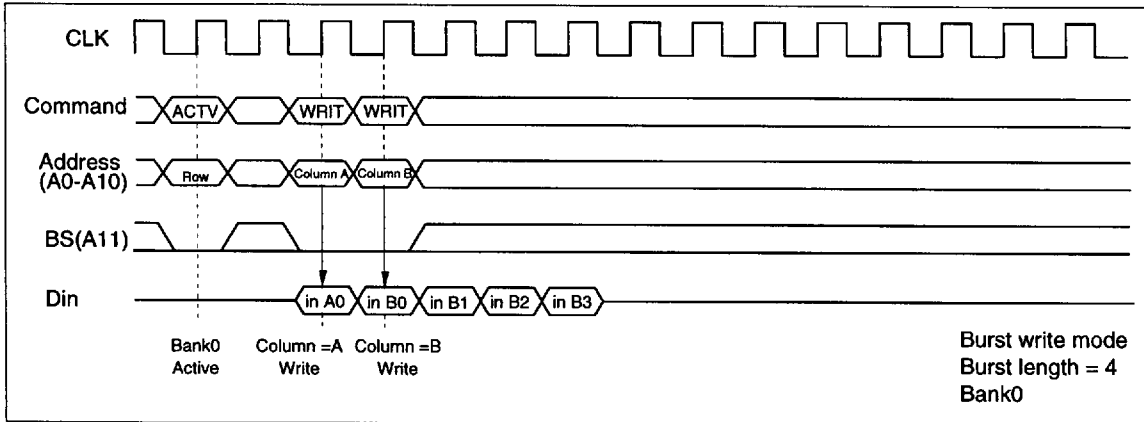 CLK
Command
ACTV
WRIT
WRIT
Address
(A0-A10)
Row
Column A
Column B
BS(A11)
Din
in A0
in B0
in B1
in B2
in B3
Bank0
Active
Column =A
Write
Column =B
Write
Burst write mode
Burst length = 4
Bank0